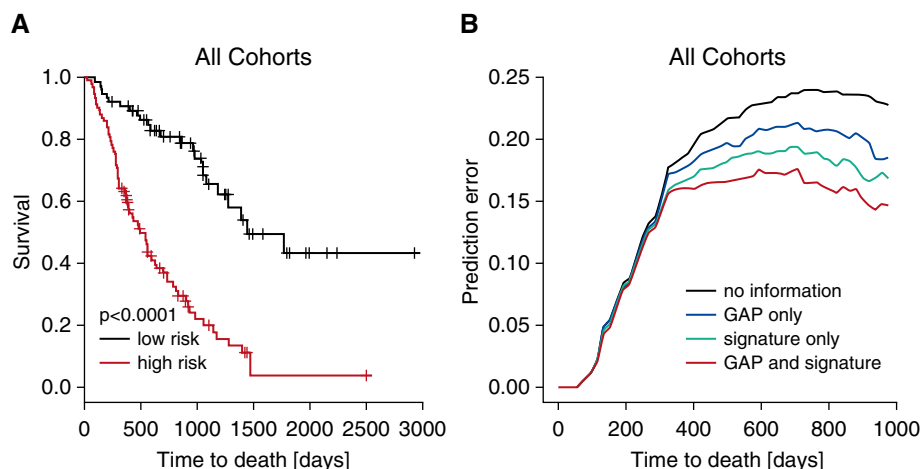 A
All Cohorts
Survival
1.0
0.8
0.6
0.4
0.2
0.0
p<0.0001
low risk
high risk
0 500 1000 1500 2000 2500 3000
Time to death [days]
B
All Cohorts
Prediction error
0.25
0.20
0.15
0.10
0.05
0.00
no information
GAP only
signature only
GAP and signature
0 200 400 600 800 1000
Time to death [days]